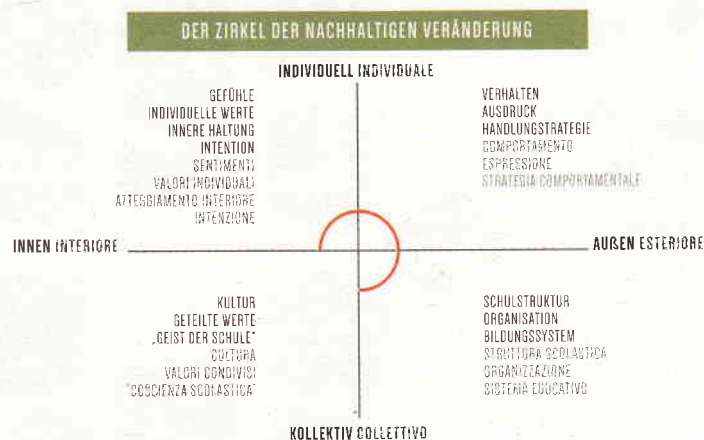 DER ZIRKEL DER NACHHALTIGEN VERÄNDERUNG
INDIVIDUELL INDIVIDUALE
GEFÜHLE
INDIVIDUELLE WERTE
INNERE HALTUNG
INTENTION
SENTIMENTI
VALORI INDIVIDUALI
ATTEGGIAMENTO INTERIORE
INTENZIONE
VERHALTEN
AUSDRUCK
HANDLUNGSTRATEGIE
COMPORTAMENTO
ESPRESSIONE
STRATEGIA COMPORTAMENTALE
INNEN INTERIORE
AUßEN ESTERIORE
KULTUR
GETEILTE WERTE
„GEIST DER SCHULE"
CULTURA
VALORI CONDIVISI
"COSCIENZA SCOLASTICA"
SCHULSTRUKTUR
ORGANISATION
BILDUNGSSYSTEM
STRUTTURA SCOLASTICA
ORGANIZZAZIONE
SISTEMA EDUCATIVO
KOLLEKTIV COLLETTIVO